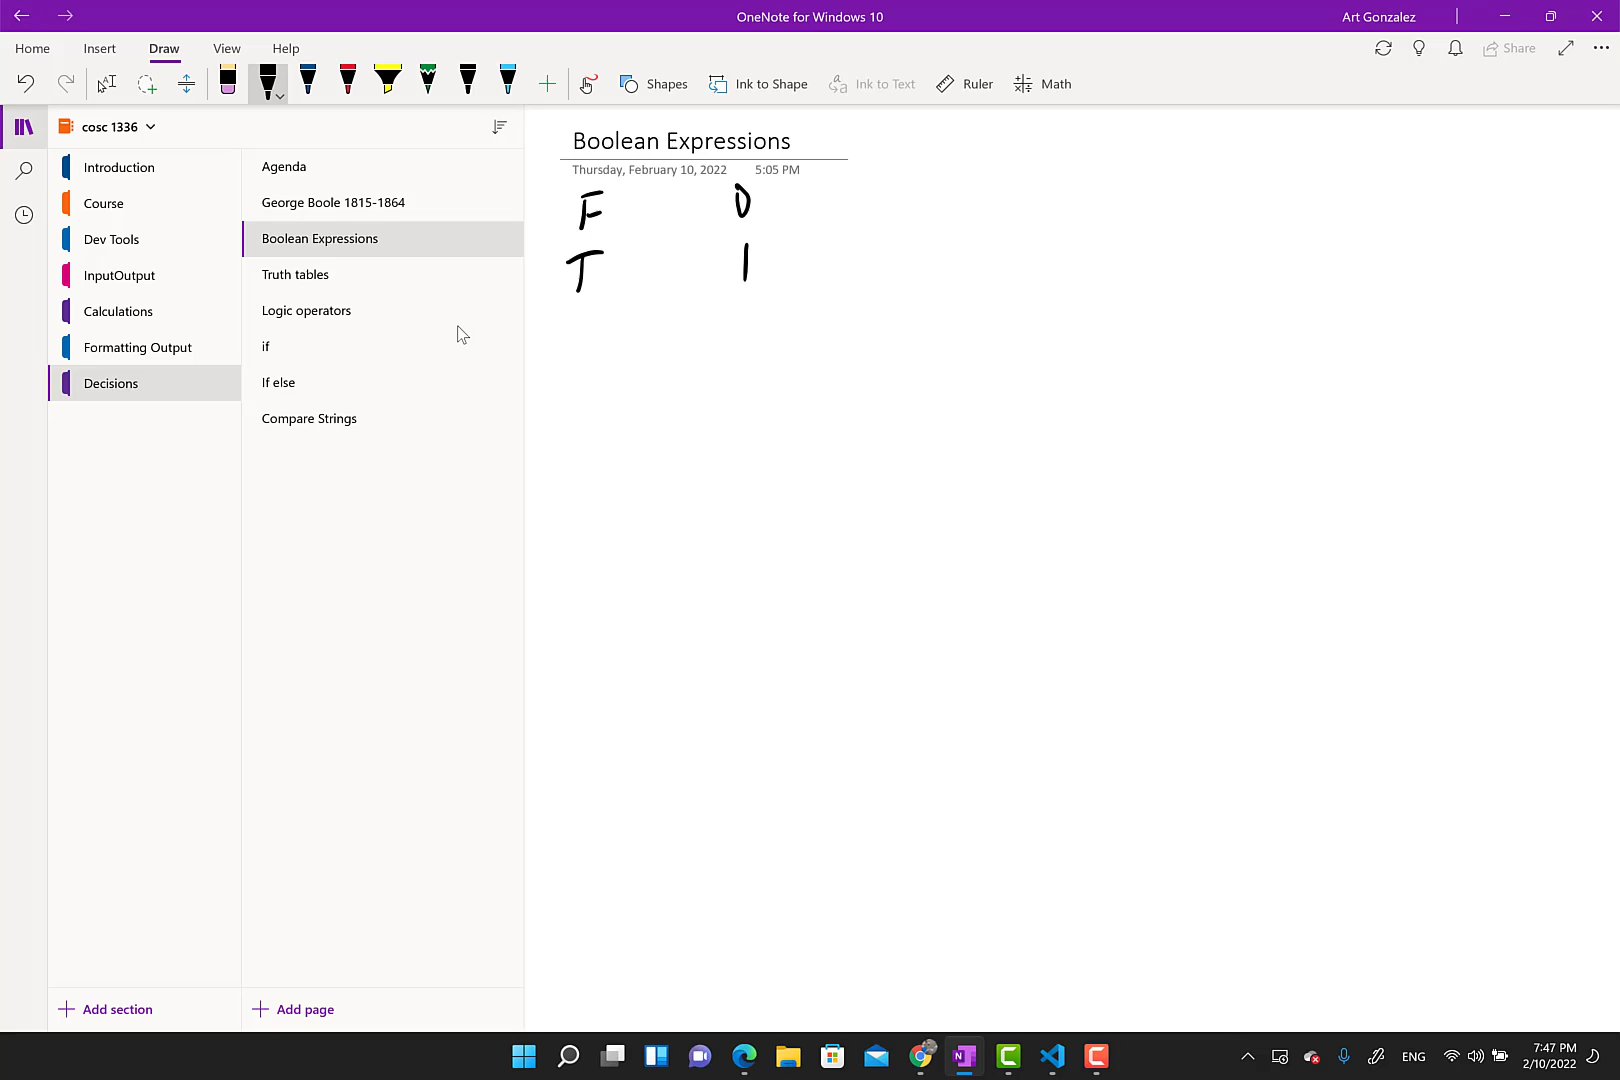 OneNote for Windows 10
Art Gonzalez
Home Insert Draw View Help
Share
Shapes Ink to Shape Ink to Text Ruler Math
cosc 1336
Introduction
Course
Dev Tools
InputOutput
Calculations
Formatting Output
Decisions
Add section
Agenda
George Boole 1815-1864
Boolean Expressions
Truth tables
Logic operators
if
If else
Compare Strings
Add page
Boolean Expressions
Thursday, February 10, 2022 5:05 PM
F 0
T 1
ENG
7:47 PM
2/10/2022